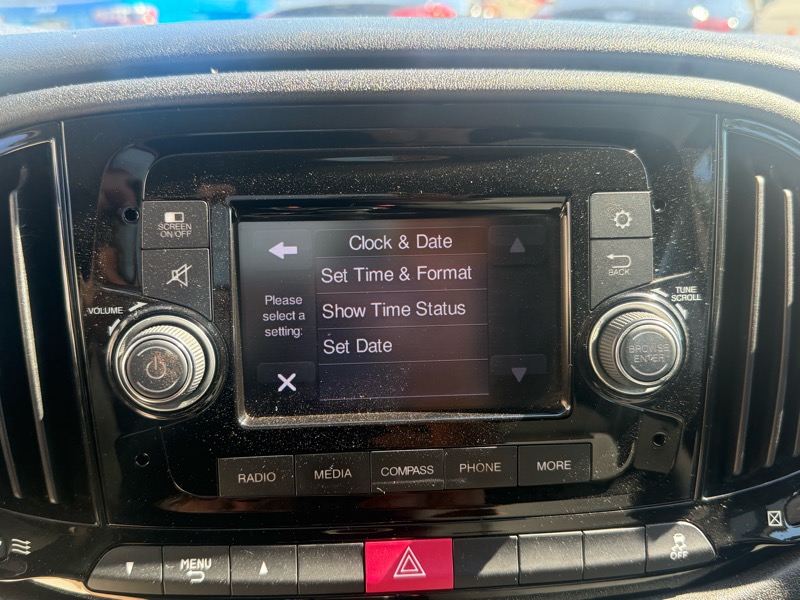 SCREEN
ON/OFF
VOLUME
Clock & Date
Set Time & Format
Show Time Status
Set Date
Please
select a
setting:
BACK
TUNE
SCROLL
BROWSE
ENTER
RADIO
MEDIA
COMPASS
PHONE
MORE
MENU
OFF